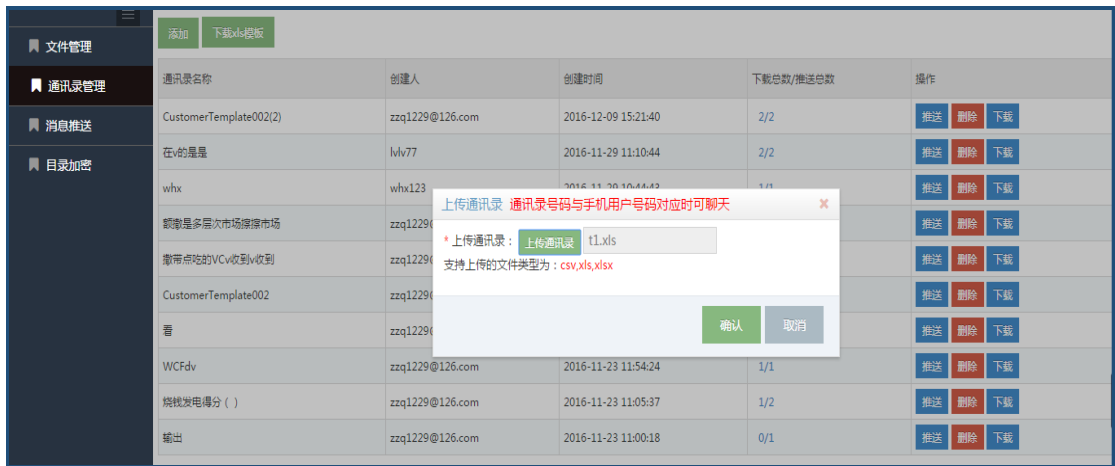 添加 下载xls模板
文件管理
通讯录管理
消息推送
目录加密
通讯录名称 创建人 创建时间 下载总数/推送总数 操作
CustomerTemplate002(2) zzq1229@126.com 2016-12-09 15:21:40 2/2 推送 删除 下载
在v的是是 lvlv77 2016-11-29 11:10:44 2/2 推送 删除 下载
whx whx123 2016-11-29 10:44:43 1/1 推送 删除 下载
额撤是多层次市场擦擦市场 zzq1229 推送 删除 下载
撤带点吃的VCv收到v收到 zzq1229 推送 删除 下载
CustomerTemplate002 zzq1229 推送 删除 下载
看 zzq1229 推送 删除 下载
WCFdv zzq1229@126.com 2016-11-23 11:54:24 1/1 推送 删除 下载
烧钱发电得分（ ） zzq1229@126.com 2016-11-23 11:05:37 1/2 推送 删除 下载
输出 zzq1229@126.com 2016-11-23 11:00:18 0/1 推送 删除 下载
上传通讯录 通讯录号码与手机用户号码对应时可聊天 ×
* 上传通讯录： 上传通讯录 t1.xls
支持上传的文件类型为：csv,xls,xlsx
确认 取消